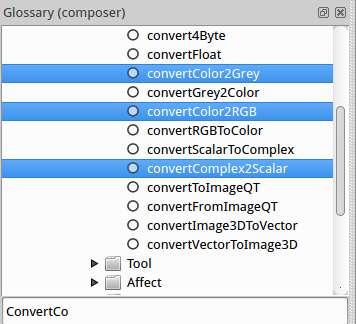 Glossary (composer)
convert4Byte
convertFloat
convertColor2Grey
convertGrey2Color
convertColor2RGB
convertRGBToColor
convertScalarToComplex
convertComplex2Scalar
convertToImageQT
convertFromImageQT
convertImage3DToVector
convertVectorToImage3D
Tool
Affect
ConvertCo